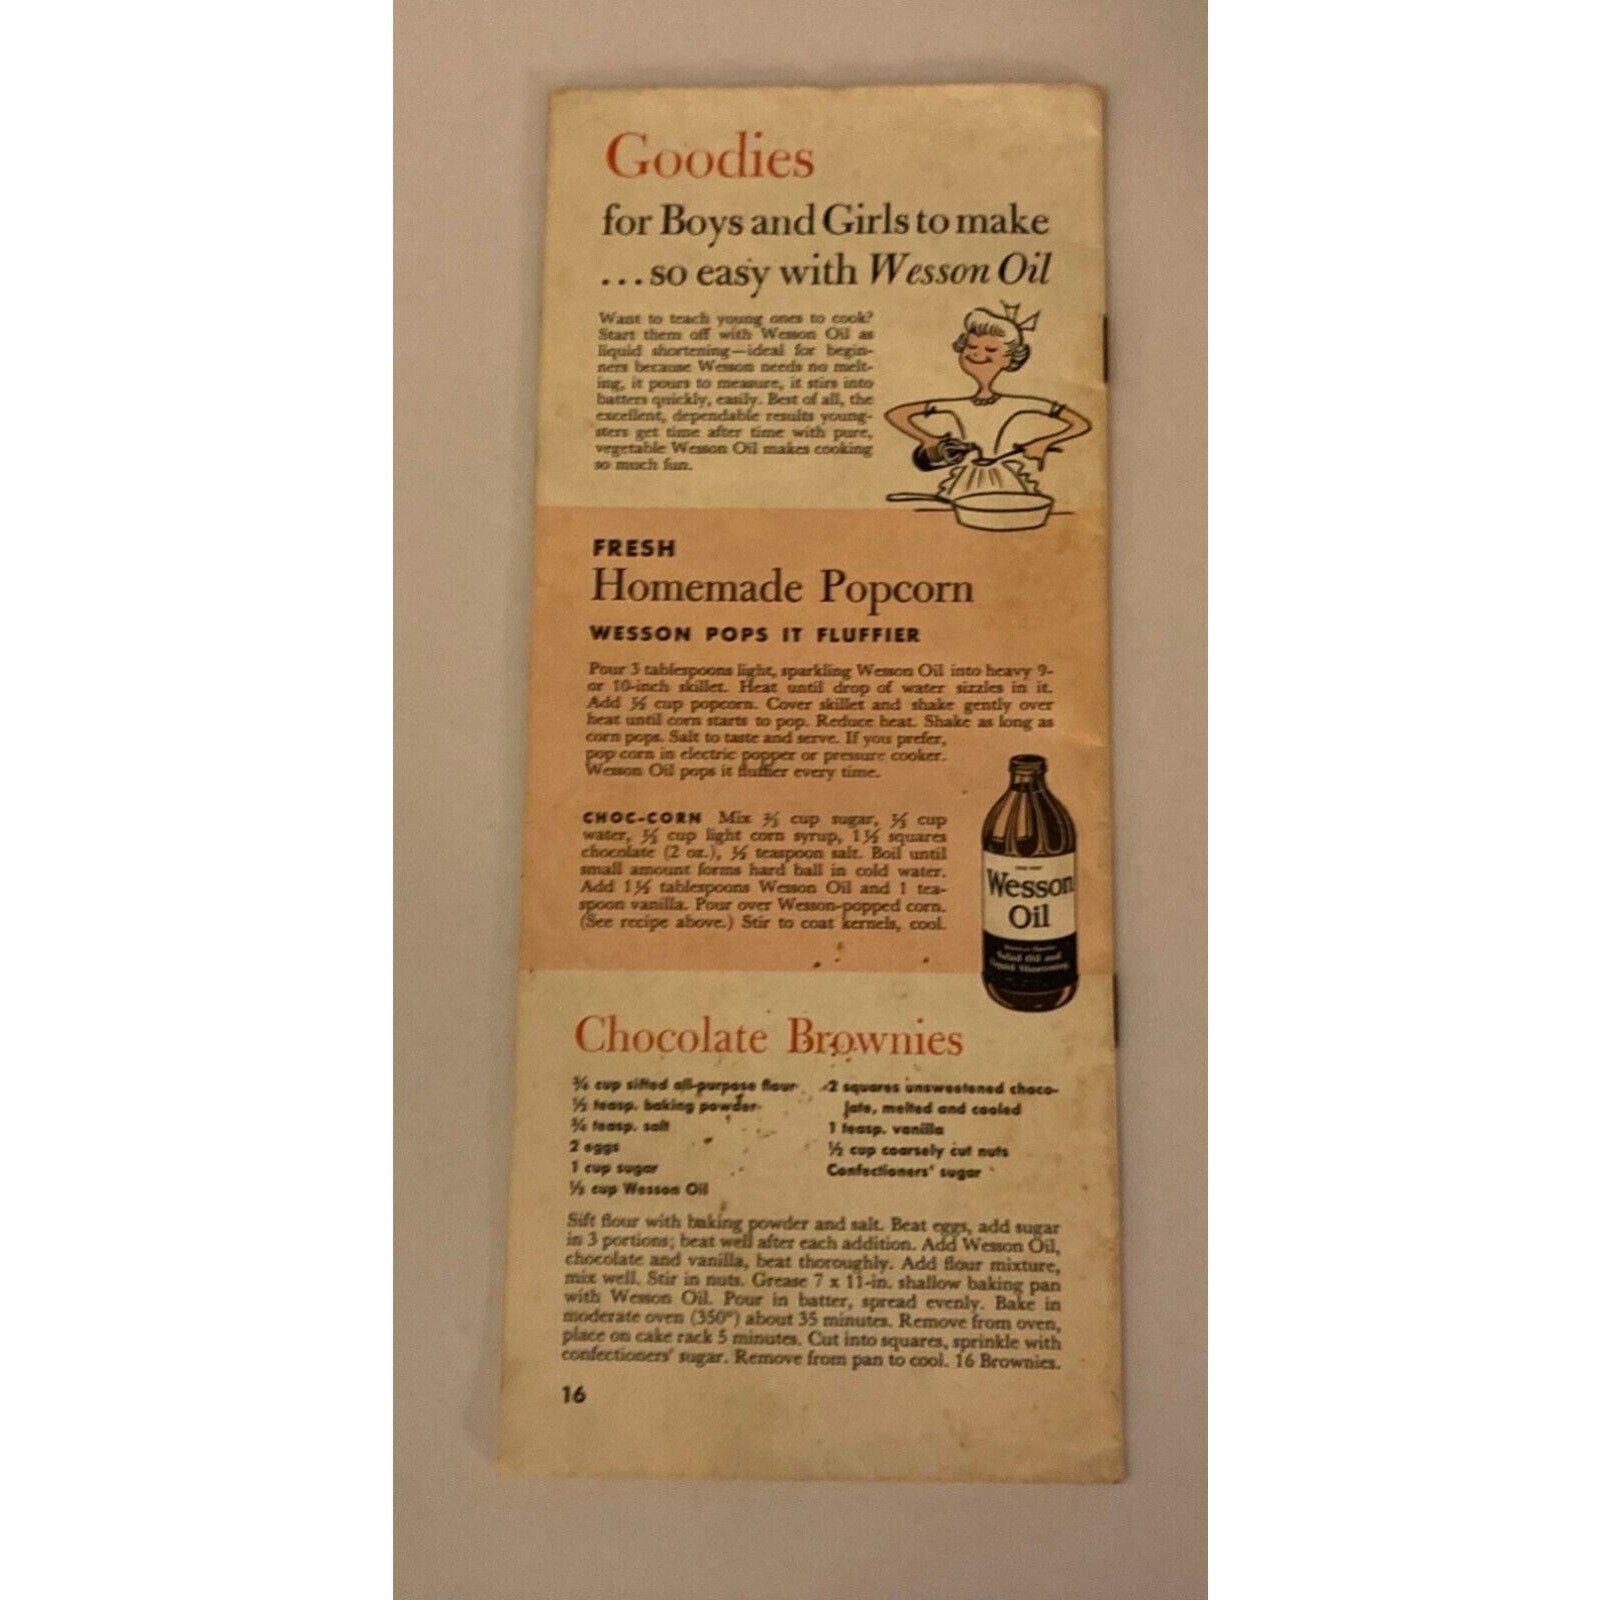 Goodies
for Boys and Girls to make
...so easy with Wesson Oil
Want to teach young ones to cook?
Start them off with Wesson Oil as
liquid shortening—ideal for begin-
ners because Wesson needs no melt-
ing, it pours to measure, it stirs into
batters quickly, easily. Best of all, the
excellent, dependable results young-
sters get time after time with pure,
vegetable Wesson Oil makes cooking
so much fun.
FRESH
Homemade Popcorn
WESSON POPS IT FLUFFIER
Pour 3 tablespoons light, sparkling Wesson Oil into heavy 9-
or 10-inch skillet. Heat until drop of water sizzles in it.
Add cup popcorn. Cover skillet and shake gently over
heat until corn starts to pop. Reduce heat. Shake as long as
corn pops. Salt to taste and serve. If you prefer,
pop corn in electric popper or pressure cooker.
Wesson Oil pops it fluffier every time.
CHOC-CORN Mix cup sugar, cup
water, cup light corn syrup, squares
chocolate (2 oz.), teaspoon salt. Boil until
small amount forms hard ball in cold water.
Add tablespoons Wesson Oil and 1 tea-
spoon vanilla. Pour over Wesson-popped corn.
(See recipe above.) Stir to coat kernels, cool.
Wesson
Oil
Salad Oil and
Liquid Shortening
Chocolate Brownies
¾ cup sifted all-purpose flour
½ teasp. baking powder
¾ teasp. salt
2 eggs
1 cup sugar
cup Wesson Oil
2 squares unsweetened choco-
late, melted and cooled
1 teasp. vanilla
½ cup coarsely cut nuts
Confectioners' sugar
Sift flour with baking powder and salt. Beat eggs, add sugar
in 3 portions; beat well after each addition. Add Wesson Oil,
chocolate and vanilla, beat thoroughly. Add flour mixture,
mix well. Stir in nuts. Grease 7 x 11-in. shallow baking pan
with Wesson Oil. Pour in batter, spread evenly. Bake in
moderate oven (350°) about 35 minutes. Remove from oven,
place on cake rack 5 minutes. Cut into squares, sprinkle with
confectioners' sugar. Remove from pan to cool. 16 Brownies.
16